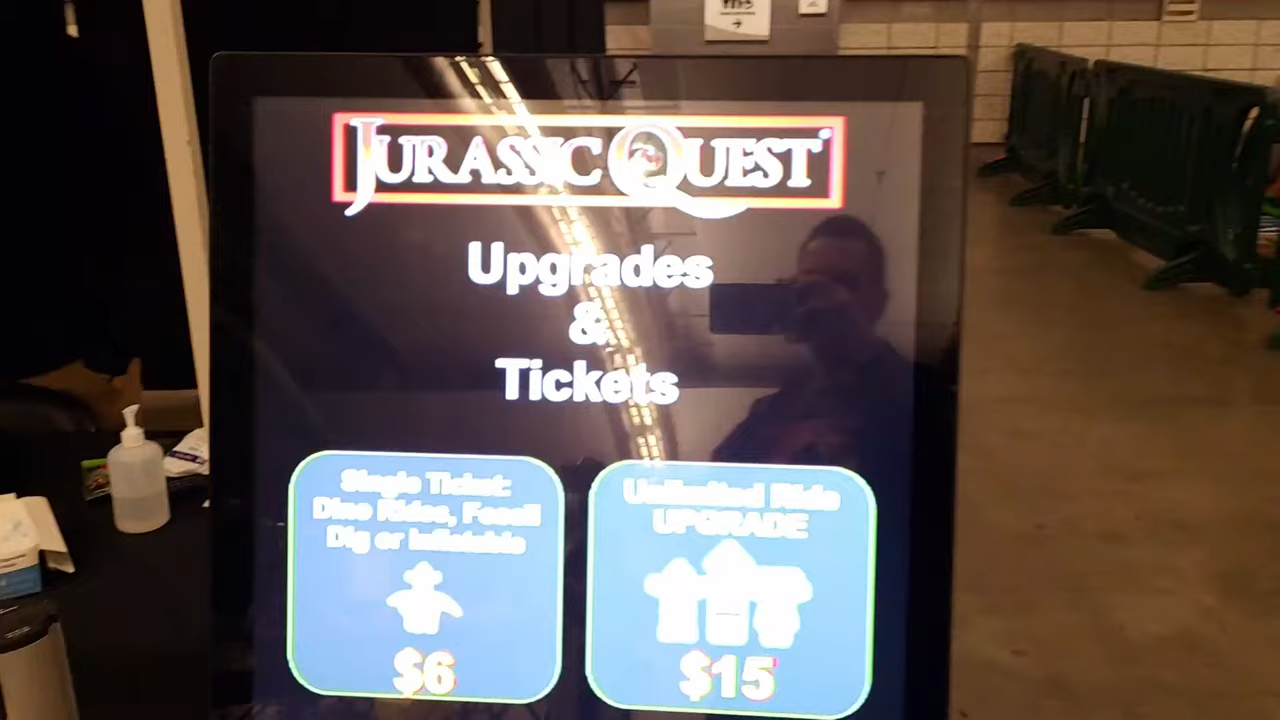 JURASSIC QUEST
Upgrades
&
Tickets
Single Ticket:
Dino Rides, Fossil
Dig or Inflatable
$6
Unlimited Ride
UPGRADE
$15